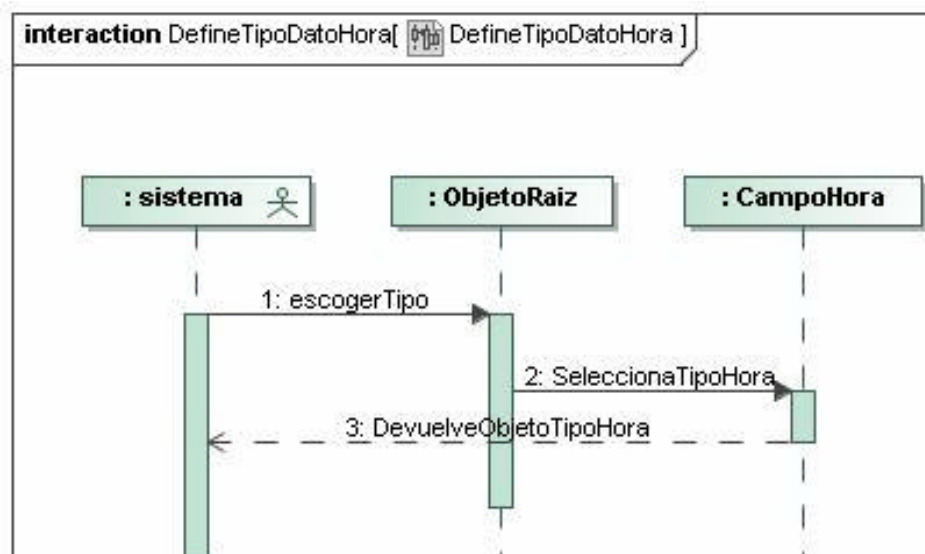 interaction DefineTipoDatoHora[ DefineTipoDatoHora ]
: sistema
: ObjetoRaiz
: CampoHora
1: escogerTipo
2: SeleccionaTipoHora
3: DevuelveObjetoTipoHora